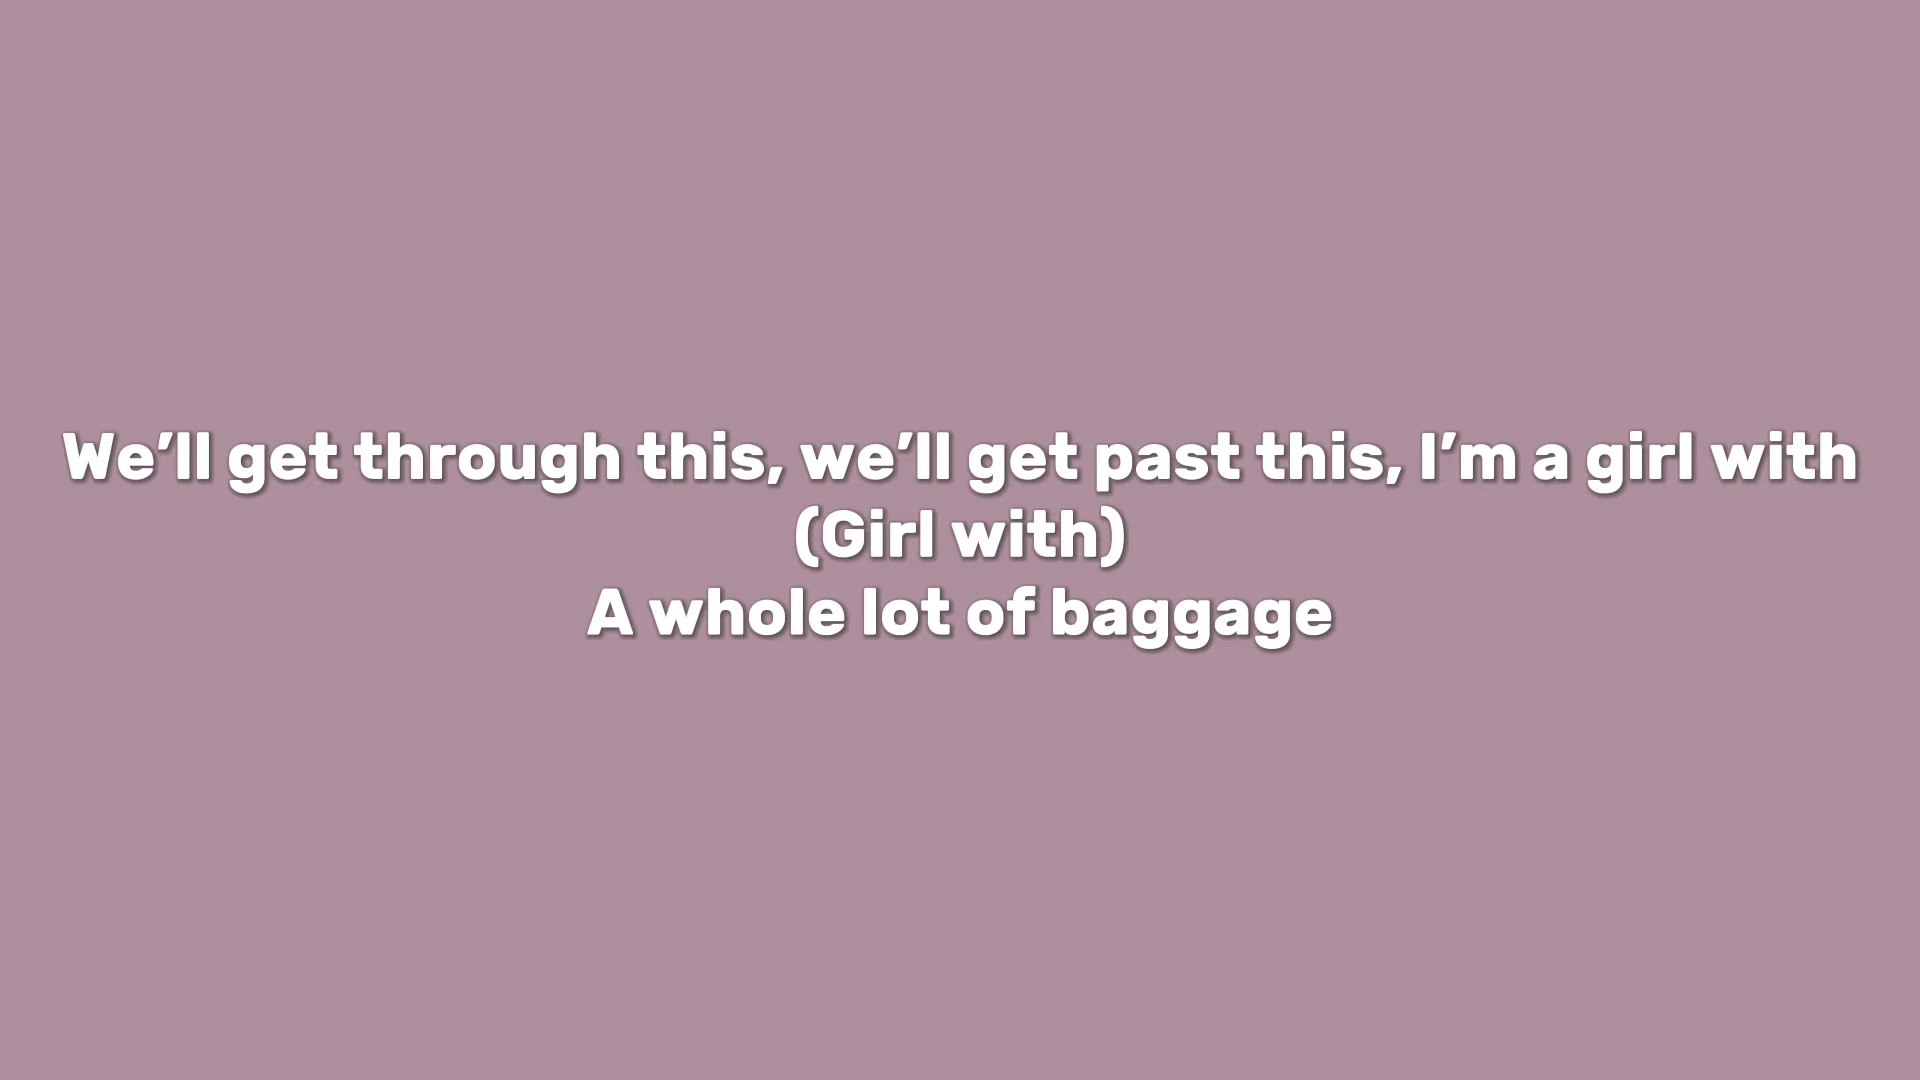 We’ll get through this, we’ll get past this, I’m a girl with
(Girl with)
A whole lot of baggage